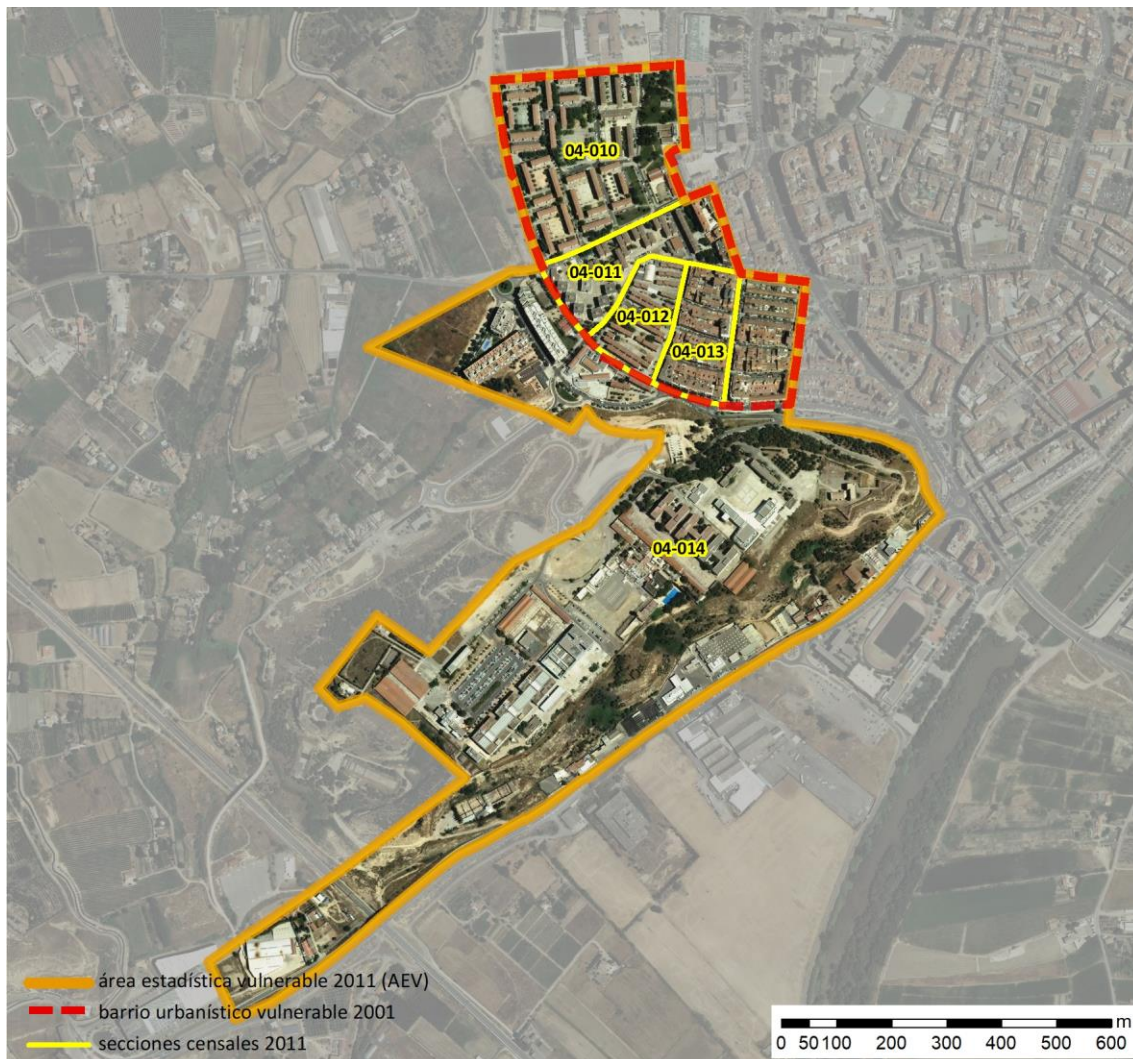 04-010
04-011
04-012
04-013
04-014
área estadística vulnerable 2011 (AEV)
barrio urbanístico vulnerable 2001
secciones censales 2011
m
0 50 100 200 300 400 500 600